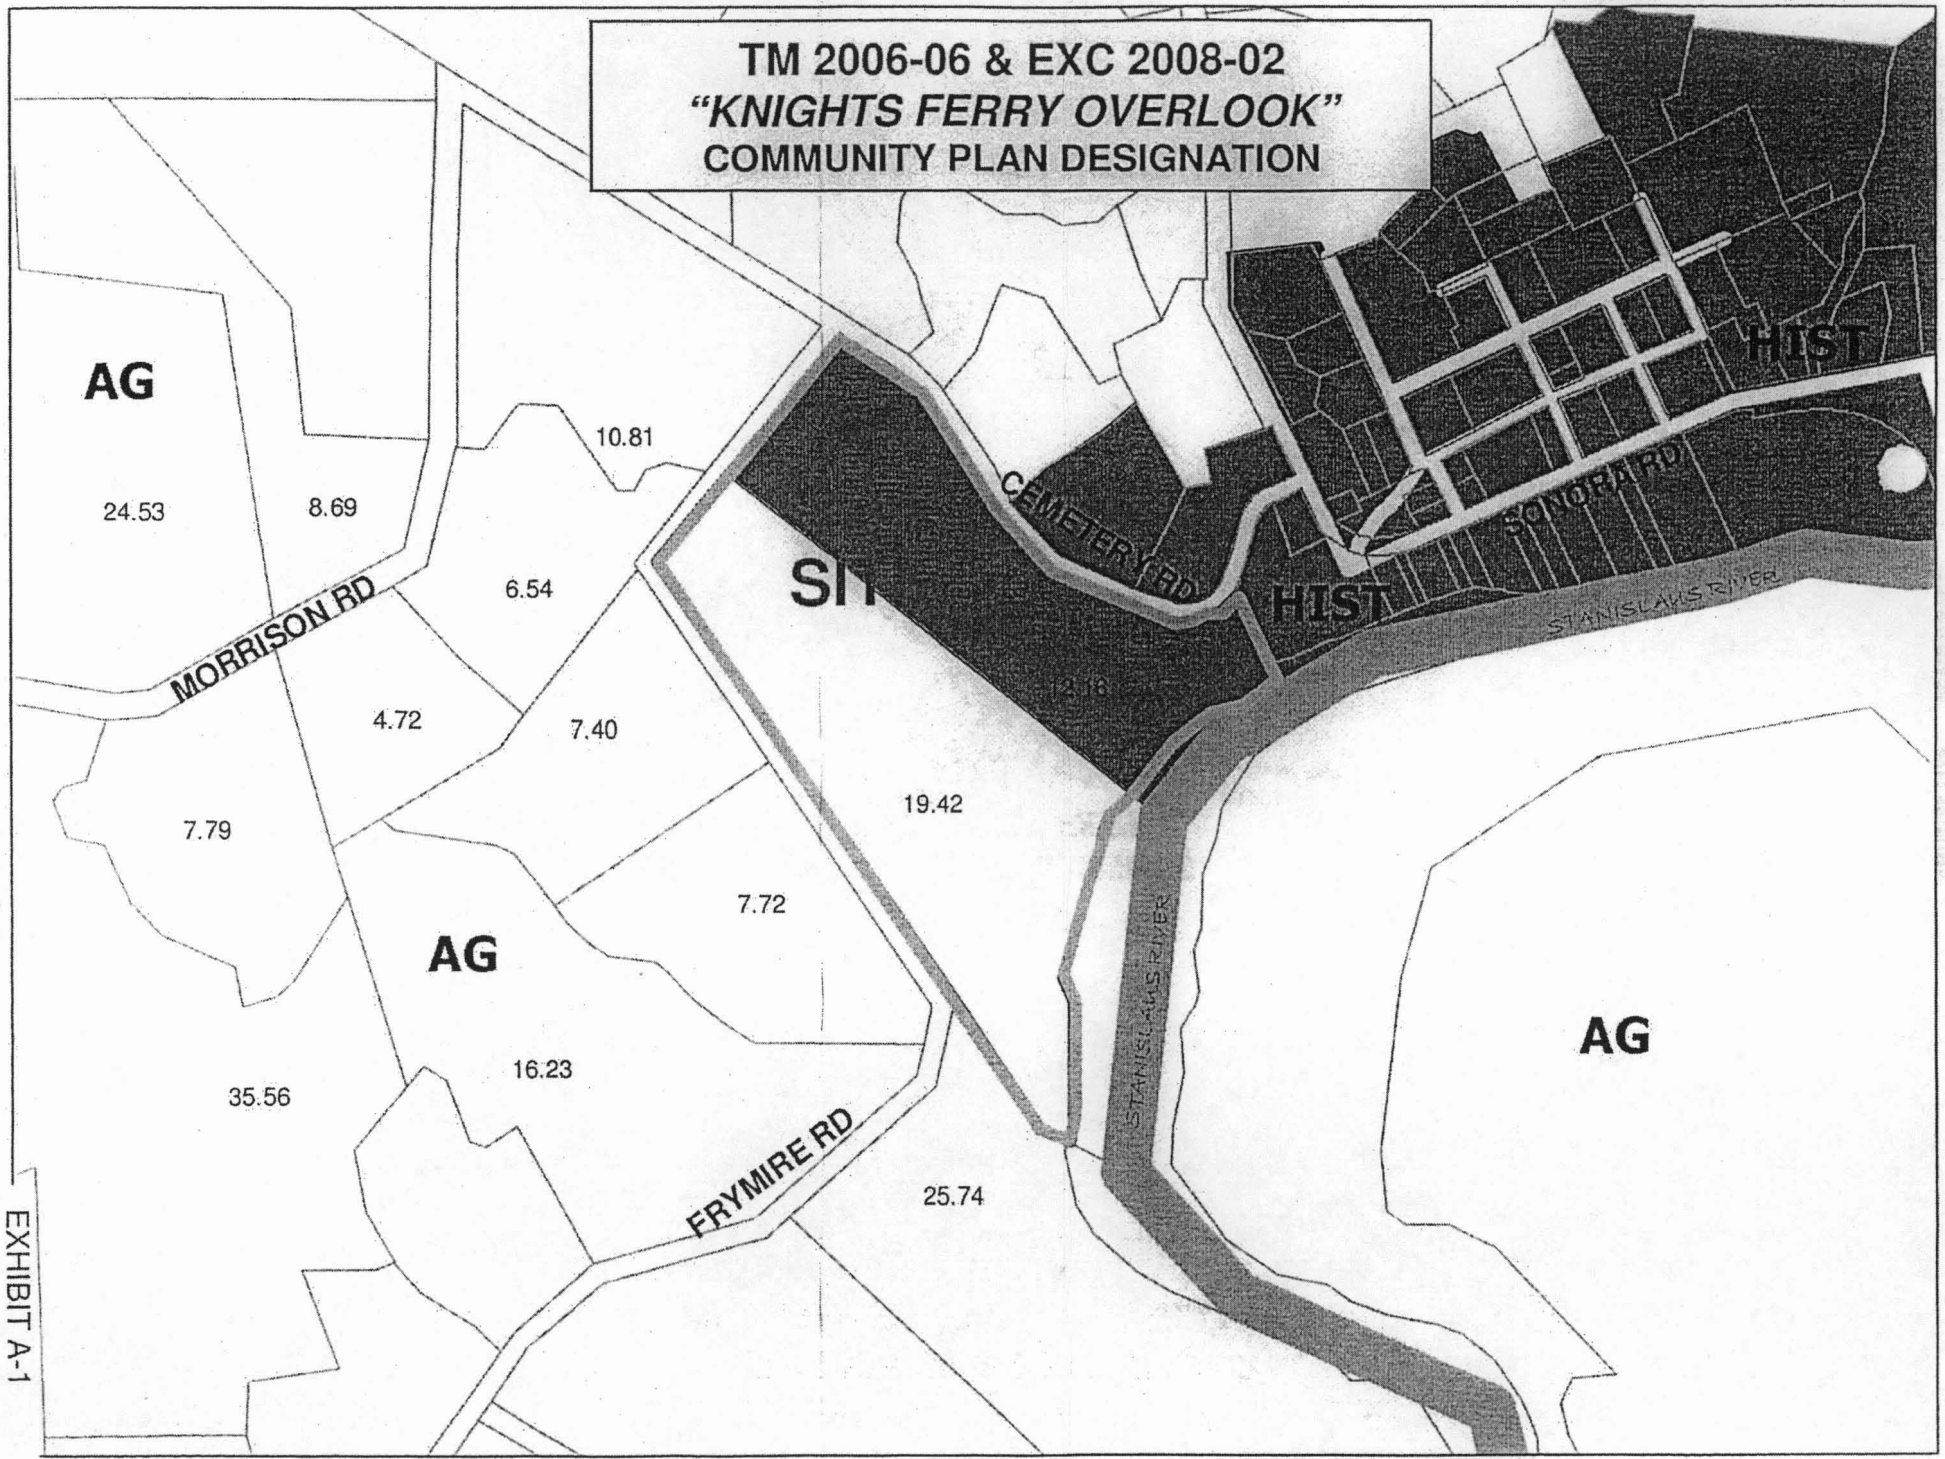 TM 2006-06 & EXC 2008-02
“KNIGHTS FERRY OVERLOOK”
COMMUNITY PLAN DESIGNATION
HIST
AG
10.81
24.53
8.69
CEMETERY RD
SONORA RD
6.54
HIST
STANISLAUS RIVER
MORRISON RD
12.16
4.72
7.40
19.42
7.79
7.72
AG
STANISLAUS RIVER
AG
16.23
35.56
FRYMIRE RD
25.74
EXHIBIT A-1